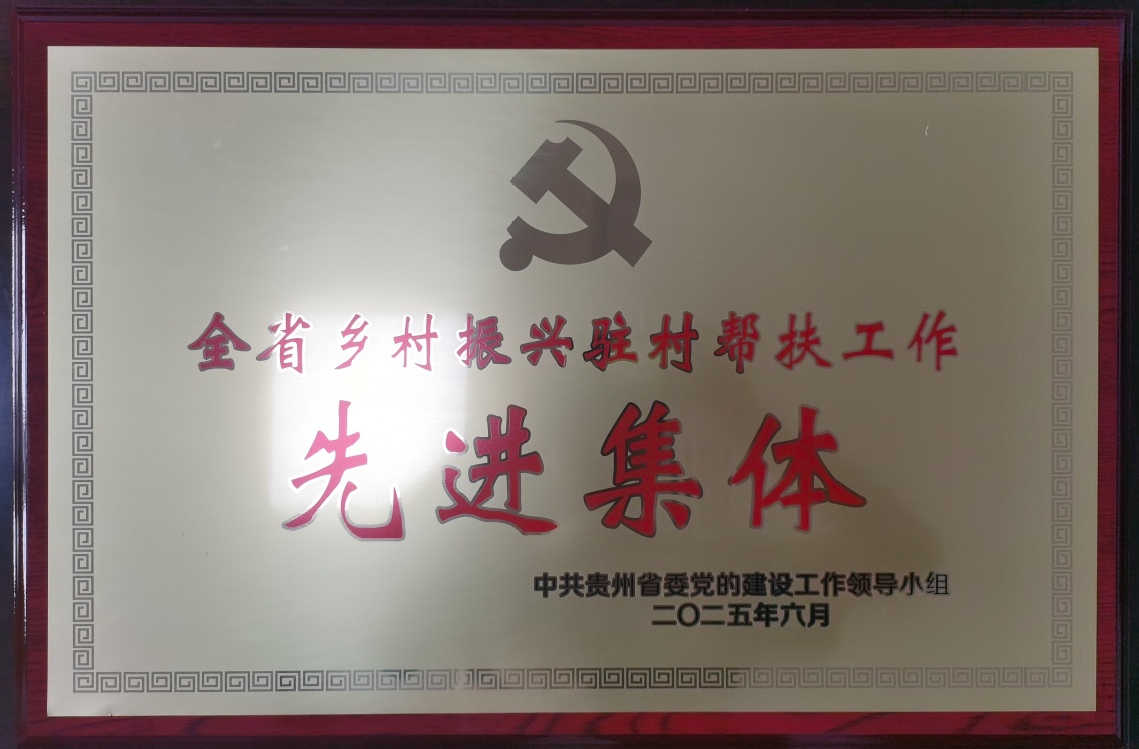 全省乡村振兴驻村帮扶工作
先进集体
中共贵州省委党的建设工作领导小组
二〇二五年六月